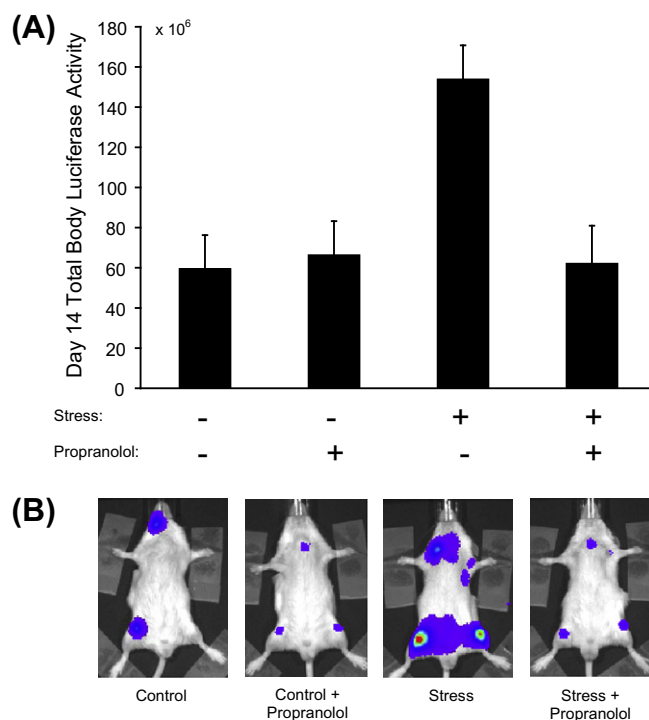 (A)
x 10^6
Day 14 Total Body Luciferase Activity
180
160
140
120
100
80
60
40
20
0
Stress: - - + +
Propranolol: - + - +
(B)
Control
Control +
Propranolol
Stress
Stress +
Propranolol